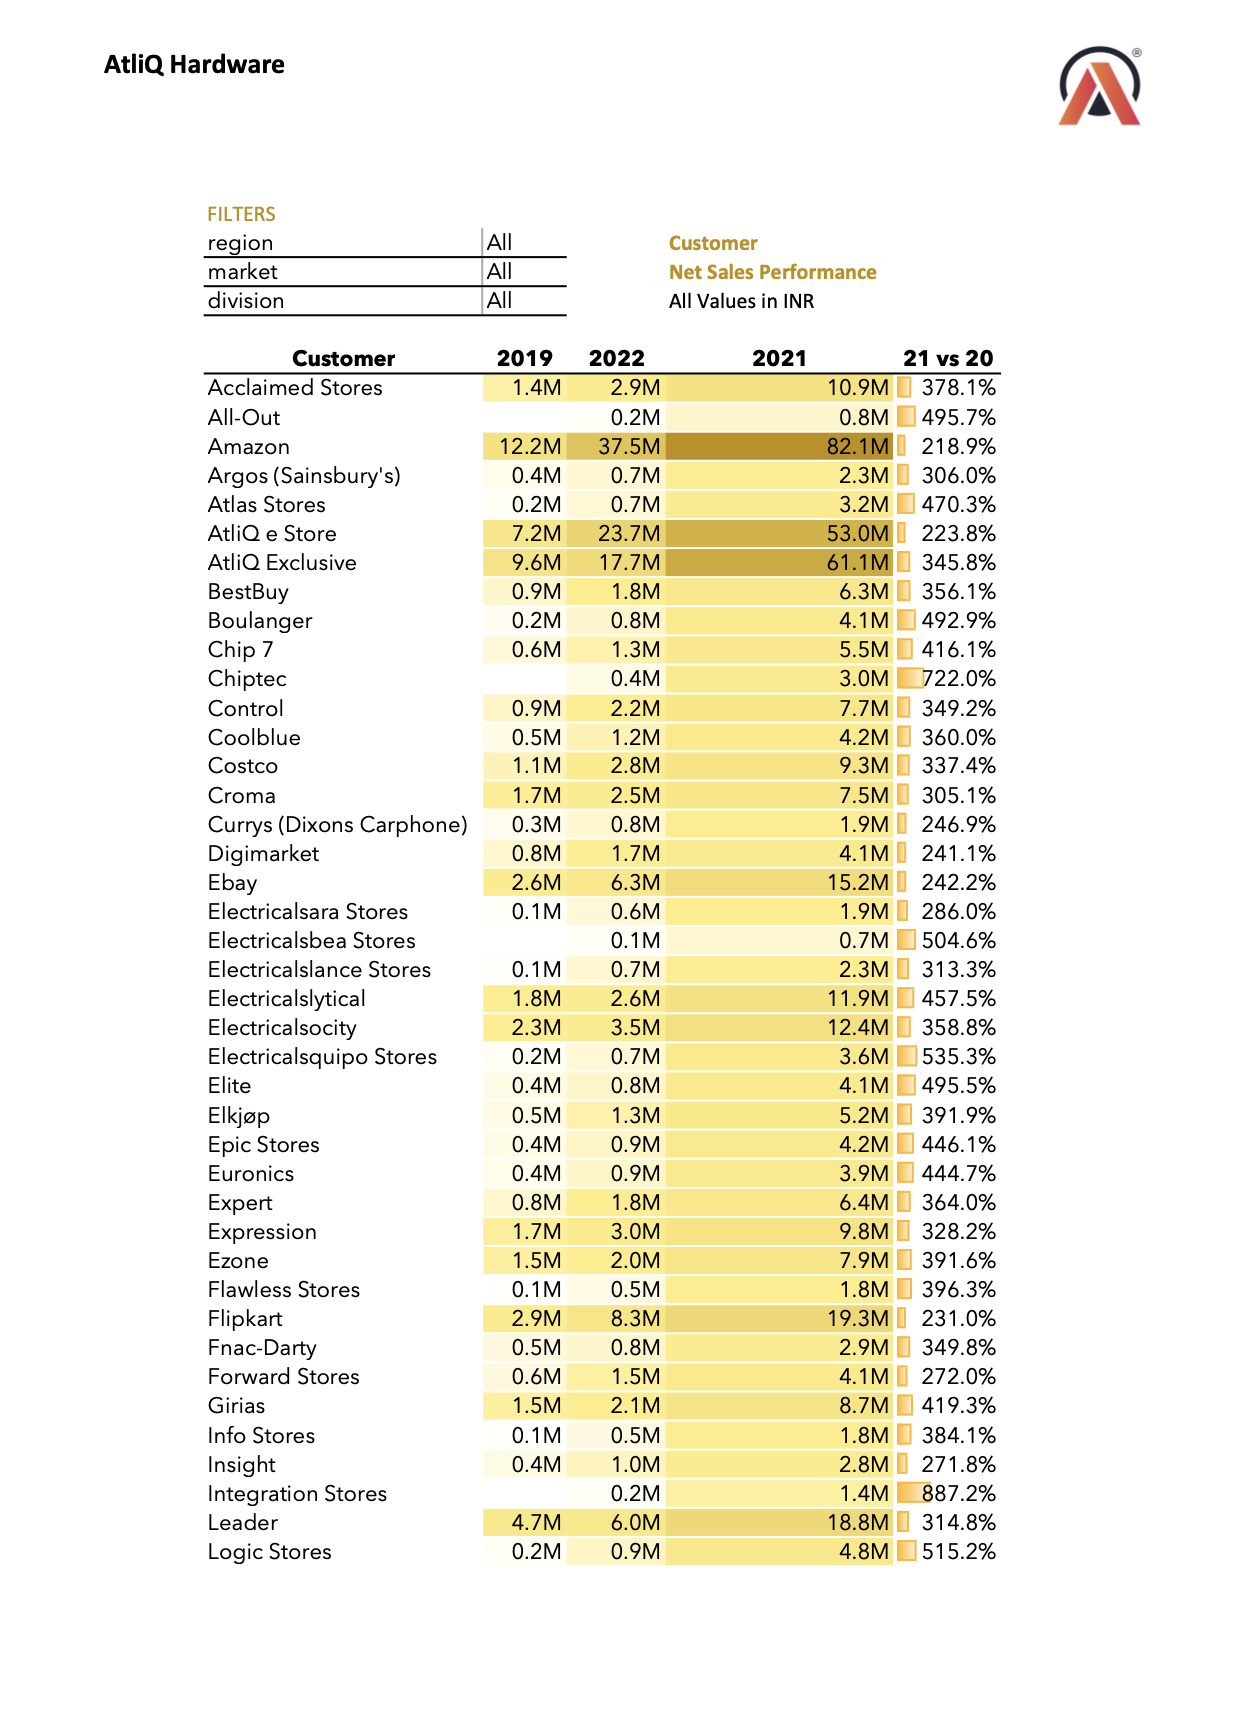 AtliQ Hardware
®
FILTERS
region All
market All
division All
Customer
Net Sales Performance
All Values in INR
Customer 2019 2022 2021 21 vs 20
Acclaimed Stores 1.4M 2.9M 10.9M 378.1%
All-Out 0.2M 0.8M 495.7%
Amazon 12.2M 37.5M 82.1M 218.9%
Argos (Sainsbury's) 0.4M 0.7M 2.3M 306.0%
Atlas Stores 0.2M 0.7M 3.2M 470.3%
AtliQ e Store 7.2M 23.7M 53.0M 223.8%
AtliQ Exclusive 9.6M 17.7M 61.1M 345.8%
BestBuy 0.9M 1.8M 6.3M 356.1%
Boulanger 0.2M 0.8M 4.1M 492.9%
Chip 7 0.6M 1.3M 5.5M 416.1%
Chiptec 0.4M 3.0M 722.0%
Control 0.9M 2.2M 7.7M 349.2%
Coolblue 0.5M 1.2M 4.2M 360.0%
Costco 1.1M 2.8M 9.3M 337.4%
Croma 1.7M 2.5M 7.5M 305.1%
Currys (Dixons Carphone) 0.3M 0.8M 1.9M 246.9%
Digimarket 0.8M 1.7M 4.1M 241.1%
Ebay 2.6M 6.3M 15.2M 242.2%
Electricalsara Stores 0.1M 0.6M 1.9M 286.0%
Electricalsbea Stores 0.1M 0.7M 504.6%
Electricalslance Stores 0.1M 0.7M 2.3M 313.3%
Electricalslytical 1.8M 2.6M 11.9M 457.5%
Electricalsocity 2.3M 3.5M 12.4M 358.8%
Electricalsquipo Stores 0.2M 0.7M 3.6M 535.3%
Elite 0.4M 0.8M 4.1M 495.5%
Elkjøp 0.5M 1.3M 5.2M 391.9%
Epic Stores 0.4M 0.9M 4.2M 446.1%
Euronics 0.4M 0.9M 3.9M 444.7%
Expert 0.8M 1.8M 6.4M 364.0%
Expression 1.7M 3.0M 9.8M 328.2%
Ezone 1.5M 2.0M 7.9M 391.6%
Flawless Stores 0.1M 0.5M 1.8M 396.3%
Flipkart 2.9M 8.3M 19.3M 231.0%
Fnac-Darty 0.5M 0.8M 2.9M 349.8%
Forward Stores 0.6M 1.5M 4.1M 272.0%
Girias 1.5M 2.1M 8.7M 419.3%
Info Stores 0.1M 0.5M 1.8M 384.1%
Insight 0.4M 1.0M 2.8M 271.8%
Integration Stores 0.2M 1.4M 887.2%
Leader 4.7M 6.0M 18.8M 314.8%
Logic Stores 0.2M 0.9M 4.8M 515.2%